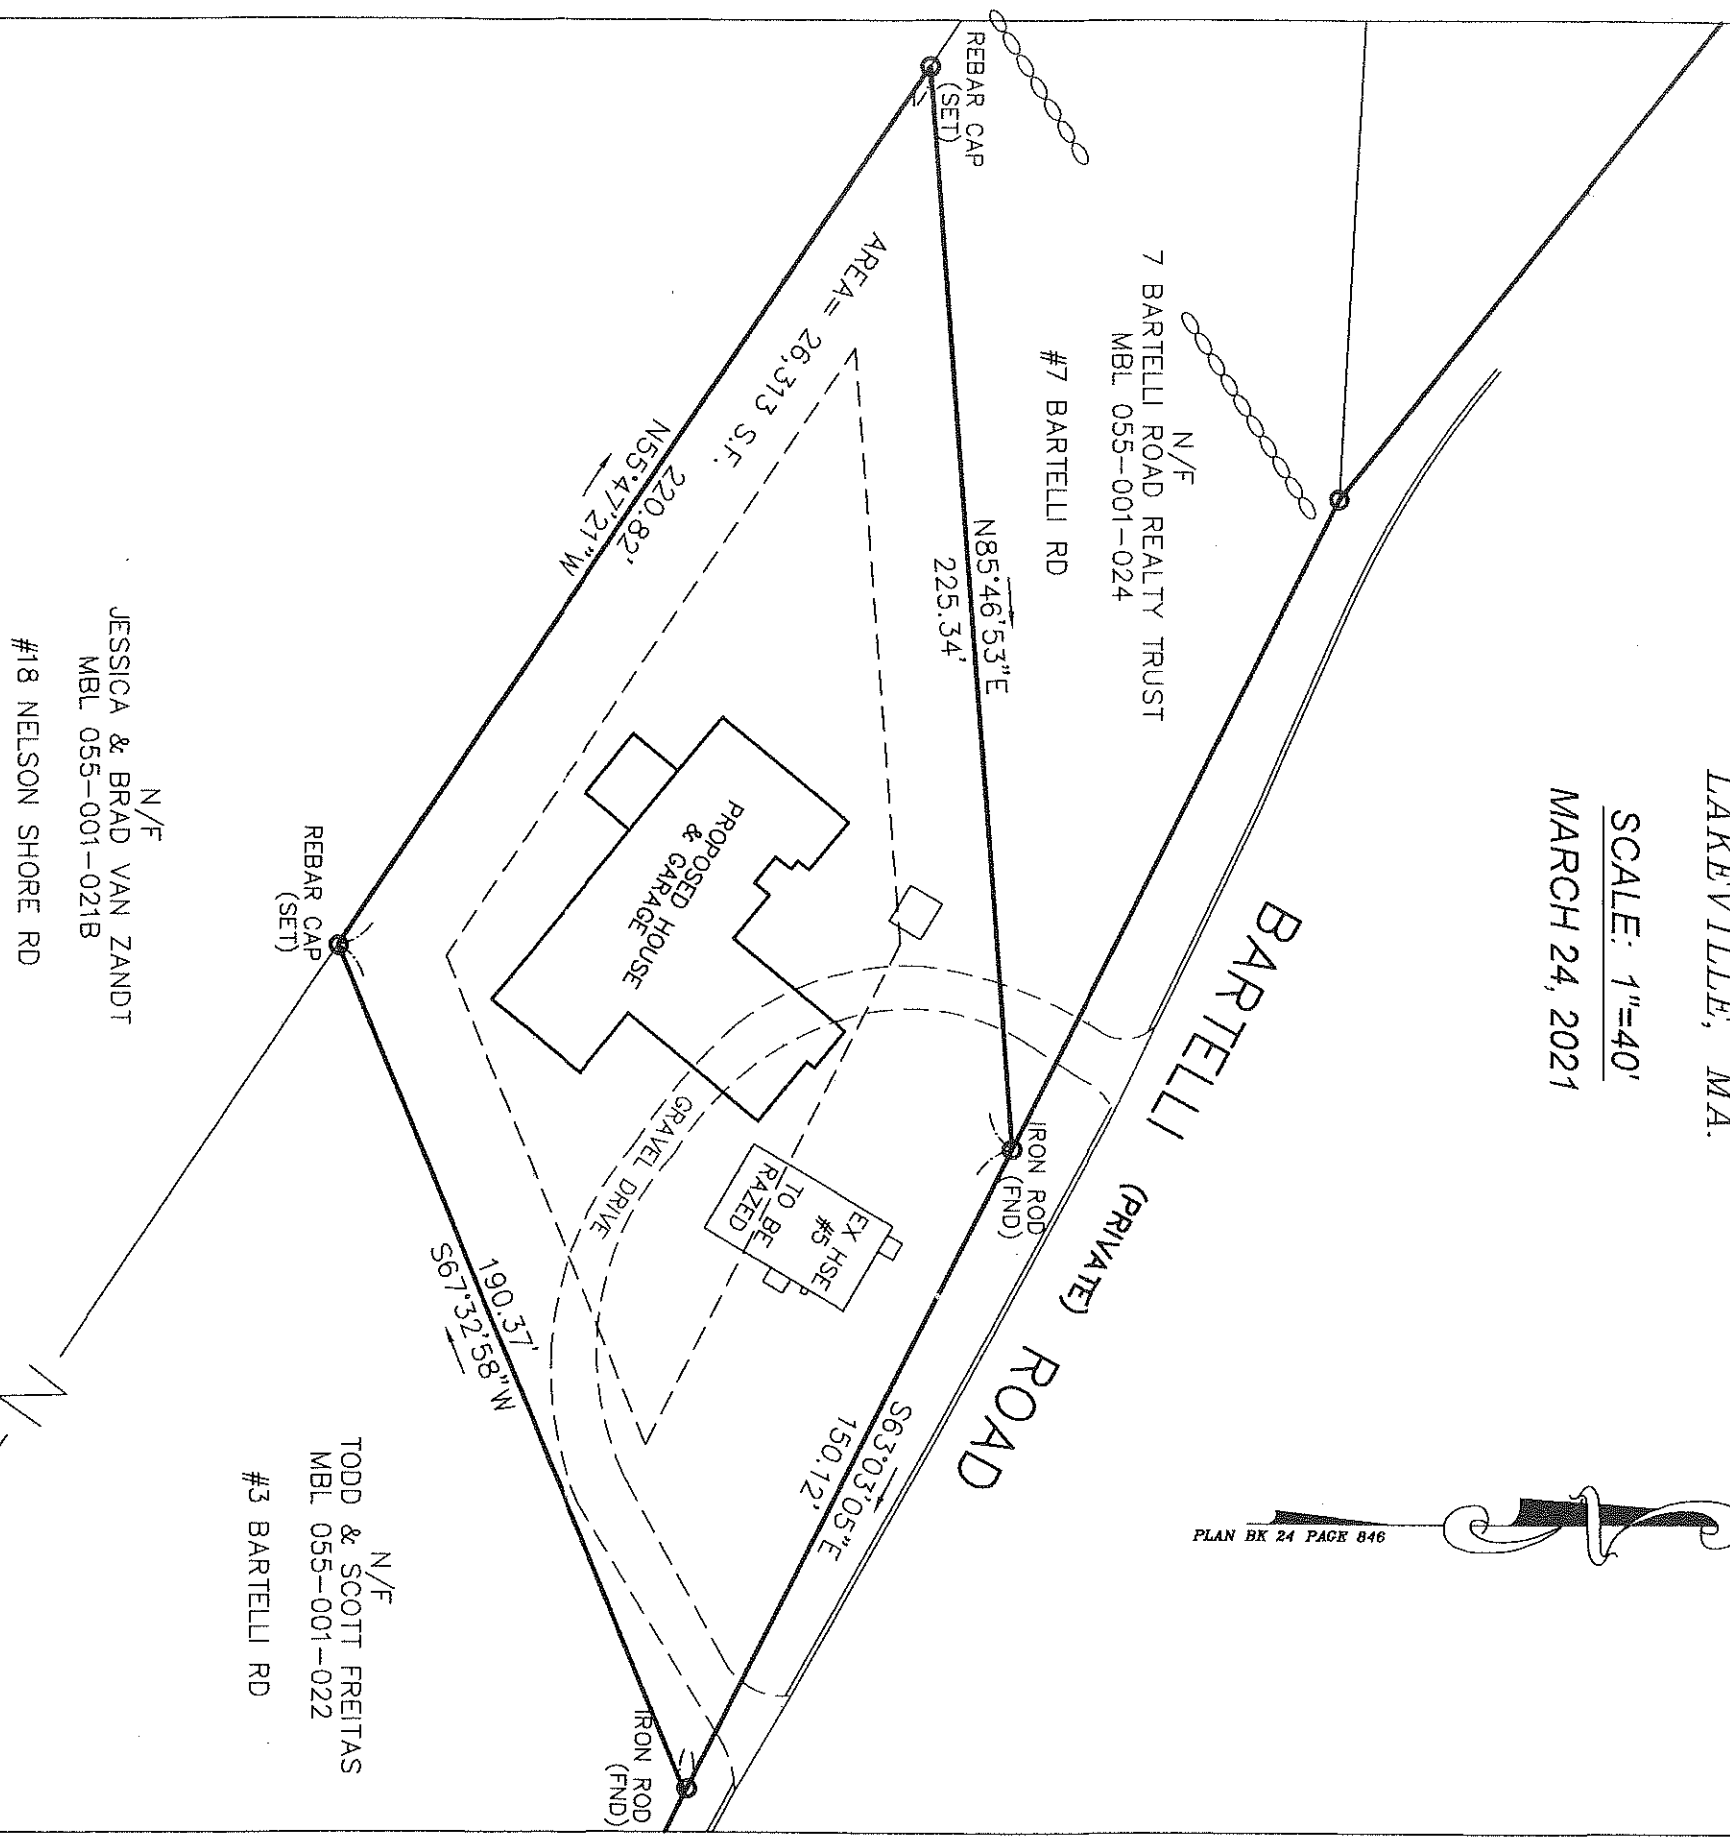 LAKEVILLE, MA.
SCALE: 1"=40'
MARCH 24, 2021
BARTELLI (PRIVATE) ROAD
PLAN BK 24 PAGE 846
REBAR CAP
(SET)
N/F
7 BARTELLI ROAD REALTY TRUST
MBL 055-001-024
#7 BARTELLI RD
N85°46'53"E
225.34'
IRON ROD
(FND)
S63°03'05"E
150.12'
AREA= 26,313 S.F.
220.82'
N55°47'21"W
PROPOSED HOUSE
& GARAGE
EX HSE
#5
TO BE
RAZED
GRAVEL DRIVE
190.37'
S67°32'58"W
IRON ROD
(FND)
REBAR CAP
(SET)
N/F
JESSICA & BRAD VAN ZANDT
MBL 055-001-021B
#18 NELSON SHORE RD
N/F
TODD & SCOTT FREITAS
MBL 055-001-022
#3 BARTELLI RD